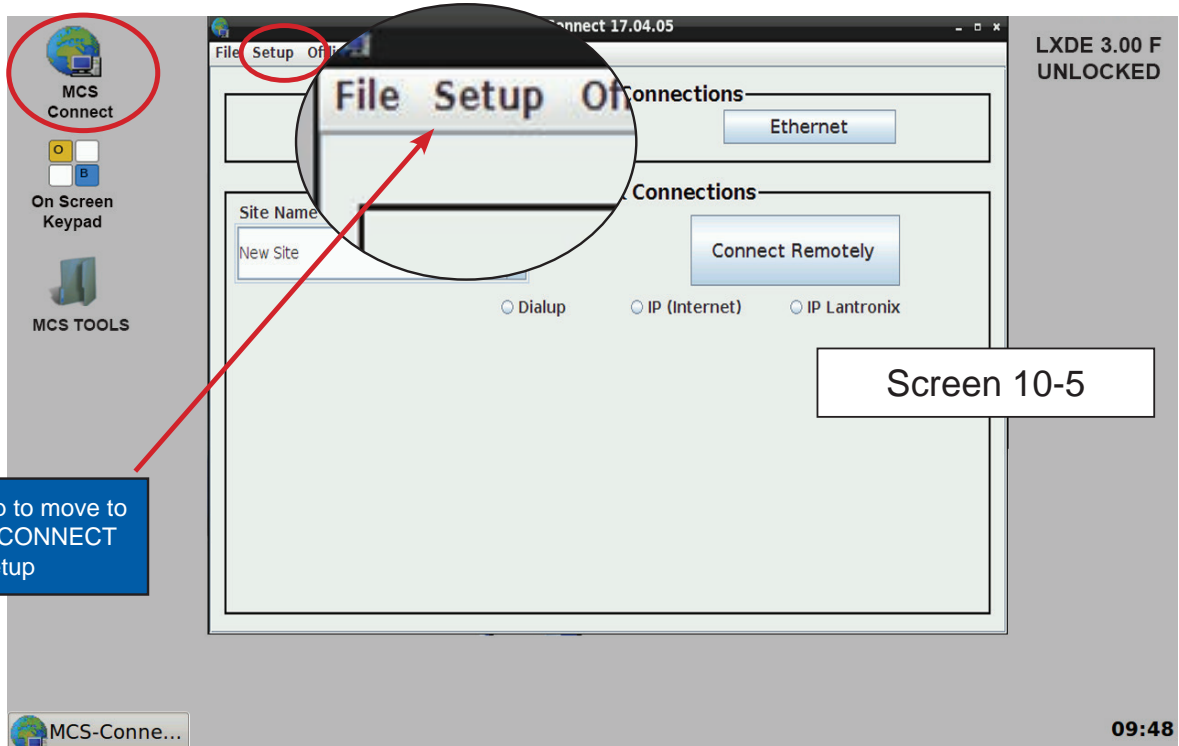 MCS
Connect
On Screen
Keypad
O
B
MCS TOOLS
17.04.05
File Setup
File Setup
Connections
Ethernet
Connections
Site Name
New Site
Connect Remotely
Dialup
IP (Internet)
IP Lantronix
LXDE 3.00 F
UNLOCKED
Screen 10-5
to move to
CONNECT
MCS-Conne...
09:48